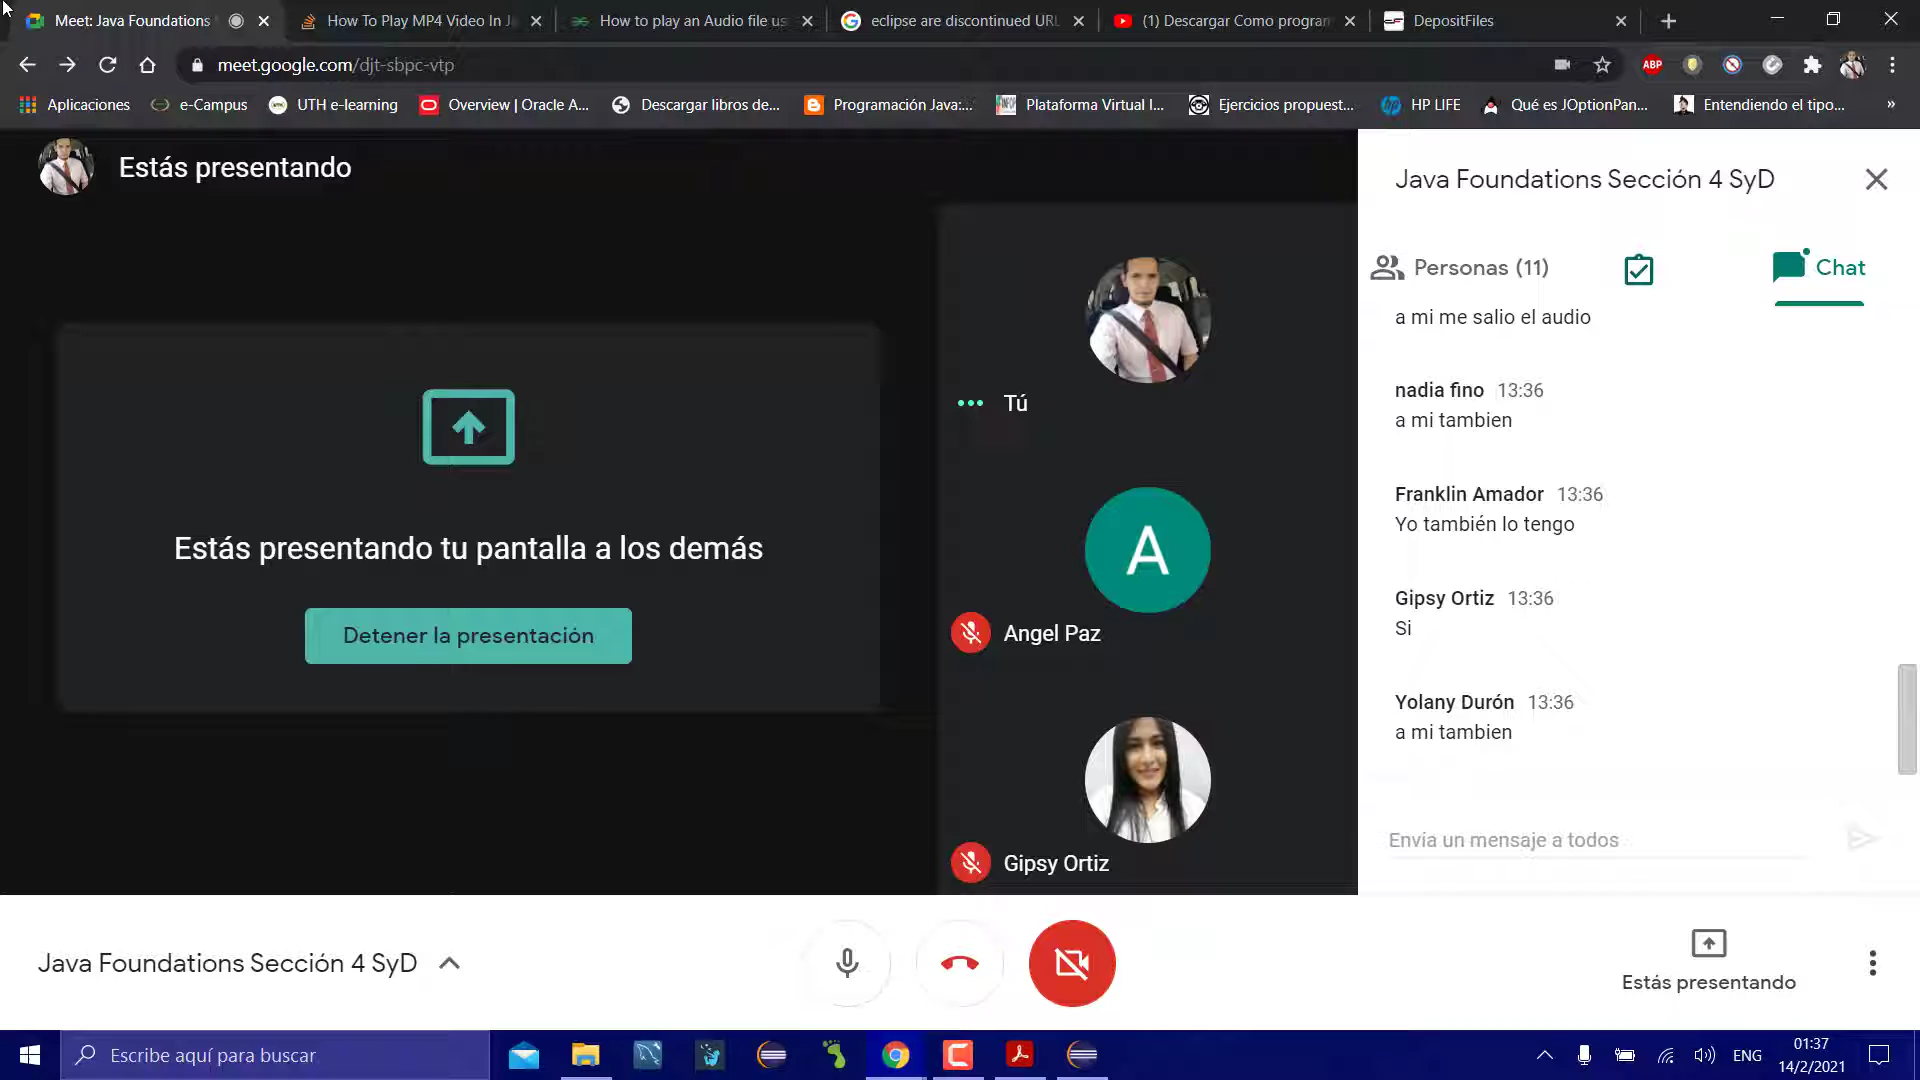 Meet: Java Foundations
How To Play MP4 Video In J
How to play an Audio file us
eclipse are discontinued URL
(1) Descargar Como program
DepositFiles
meet.google.com/djt-sbpc-vtp
ABP
Aplicaciones
e-Campus
UTH e-learning
Overview | Oracle A...
Descargar libros de...
Programación Java:...
Plataforma Virtual I...
Ejercicios propuest...
HP LIFE
Qué es JOptionPan...
Entendiendo el tipo...
»
Estás presentando
Estás presentando tu pantalla a los demás
Detener la presentación
Tú
A
Angel Paz
Gipsy Ortiz
Java Foundations Sección 4 SyD
Personas (11)
Chat
a mi me salio el audio
nadia fino 13:36
a mi tambien
Franklin Amador 13:36
Yo también lo tengo
Gipsy Ortiz 13:36
Si
Yolany Durón 13:36
a mi tambien
Envía un mensaje a todos
Java Foundations Sección 4 SyD
Estás presentando
Escribe aquí para buscar
ENG
01:37
14/2/2021